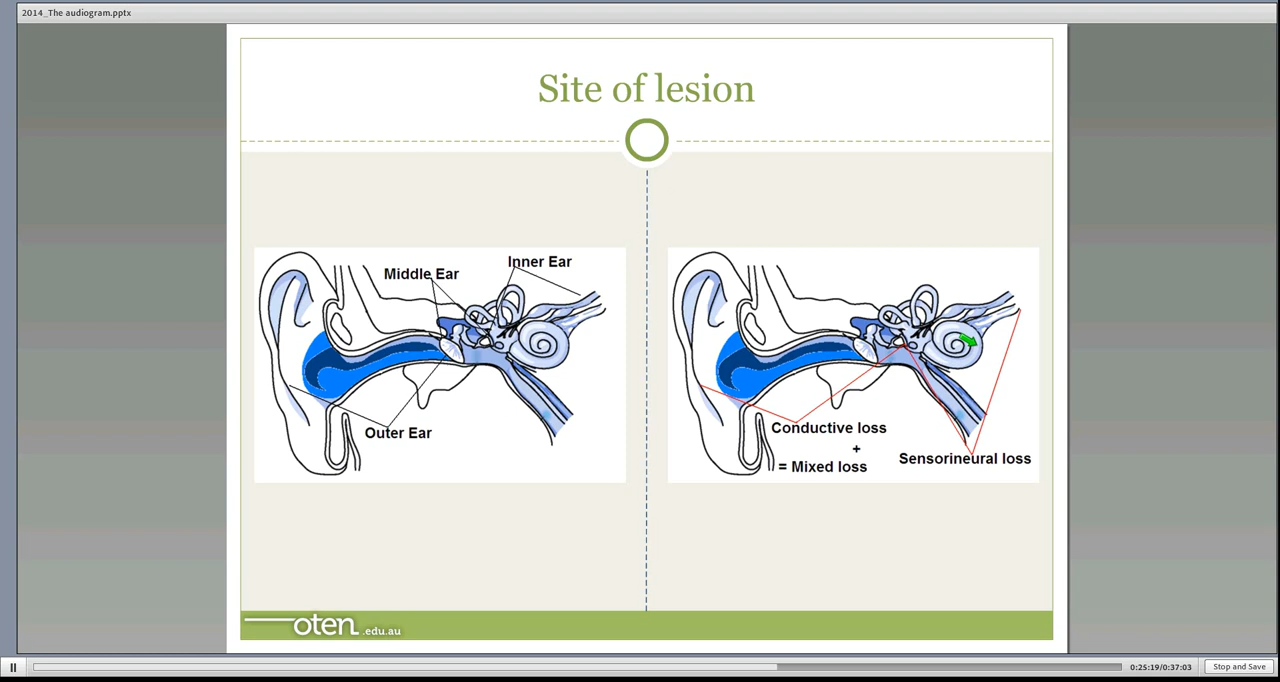 2014_The audiogram.pptx
Site of lesion
Middle Ear
Inner Ear
Outer Ear
Conductive loss
+
= Mixed loss
Sensorineural loss
oten.edu.au
0:25:19/0:37:03
Stop and Save